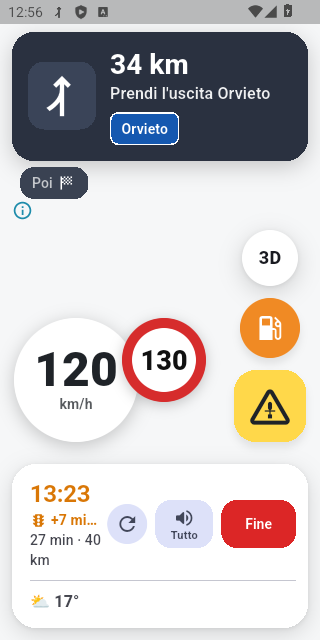 12:56
34 km
Prendi l'uscita Orvieto
Orvieto
Poi
3D
120
km/h
130
13:23
+7 mi...
27 min · 40
km
Tutto
Fine
17°